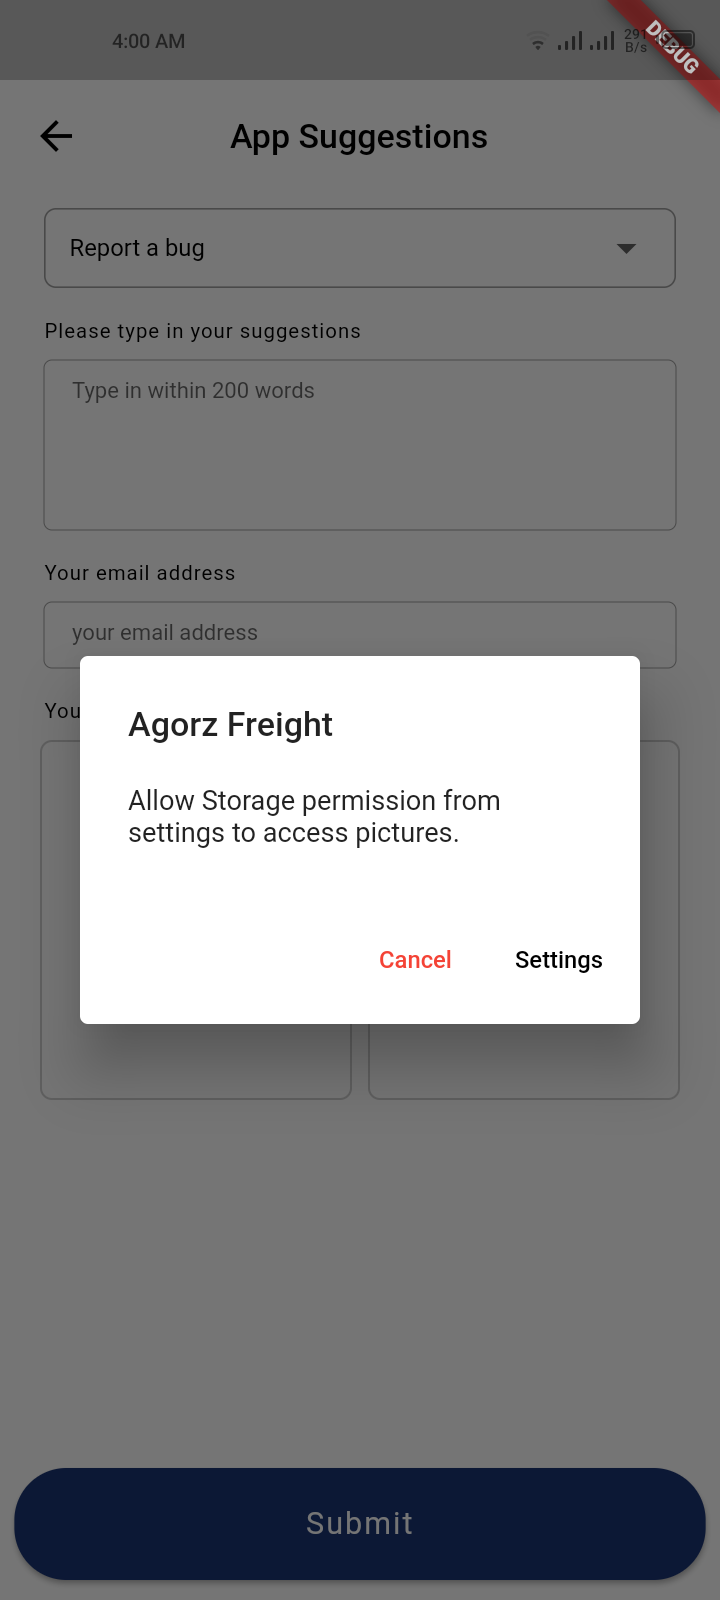 4:00 AM
291
B/s
DEBUG
App Suggestions
Report a bug
Please type in your suggestions
Type in within 200 words
Your email address
your email address
You
Agorz Freight
Allow Storage permission from
settings to access pictures.
Cancel
Settings
Submit